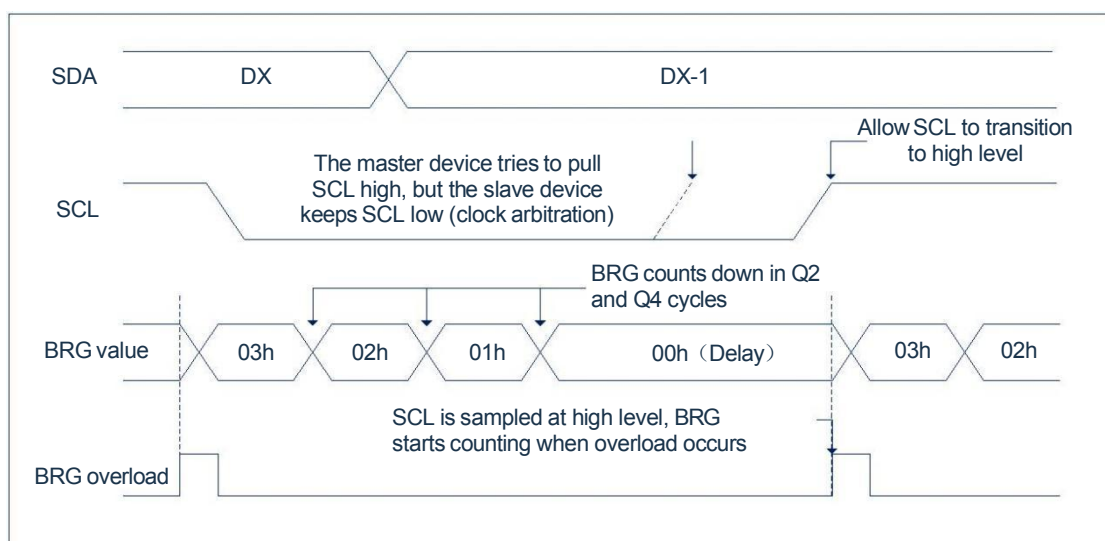 SDA
DX
DX-1
Allow SCL to transition
to high level
The master device tries to pull
SCL high, but the slave device
keeps SCL low (clock arbitration)
SCL
BRG counts down in Q2
and Q4 cycles
BRG value
03h
02h
01h
00h（Delay）
03h
02h
SCL is sampled at high level, BRG
starts counting when overload occurs
BRG overload